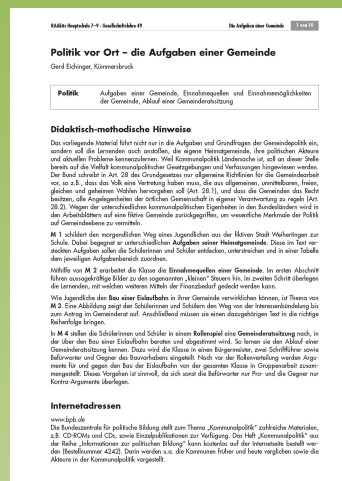 RAAbits Hauptschule 7–9 · Gesellschaftslehre 49
Die Aufgaben einer Gemeinde
1 von 18
Politik vor Ort – die Aufgaben einer Gemeinde
Gerd Eichinger, Kümmersbruck
Politik Aufgaben einer Gemeinde, Einnahmequellen und Einnahmemöglichkeiten
der Gemeinde, Ablauf einer Gemeinderatssitzung
Didaktisch-methodische Hinweise
Das vorliegende Material führt nicht nur in die Aufgaben und Grundfragen der Gemeindepolitik ein,
sondern soll die Lernenden auch anstoßen, die eigene Heimatgemeinde, ihre politischen Akteure
und aktuellen Probleme kennenzulernen. Weil Kommunalpolitik Ländersache ist, soll an dieser Stelle
bereits auf die Vielfalt kommunalpolitischer Gesetzgebungen und Verfassungen hingewiesen werden.
Der Bund schreibt in Art. 28 des Grundgesetzes nur allgemeine Richtlinien für die Gemeindearbeit
vor, so z.B., dass das Volk eine Vertretung haben muss, die aus allgemeinen, unmittelbaren, freien,
gleichen und geheimen Wahlen hervorgehen soll (Art. 28.1), und dass die Gemeinden das Recht
besitzen, alle Angelegenheiten der örtlichen Gemeinschaft in eigener Verantwortung zu regeln (Art.
28.2). Wegen der unterschiedlichen kommunalpolitischen Eigenheiten in den Bundesländern wird in
den Arbeitsblättern auf eine fiktive Gemeinde zurückgegriffen, um wesentliche Merkmale der Politik
auf Gemeindeebene zu vermitteln.
M 1 schildert den morgendlichen Weg eines Jugendlichen aus der fiktiven Stadt Weihertingen zur
Schule. Dabei begegnet er unterschiedlichen Aufgaben seiner Heimatgemeinde. Diese im Text ver-
steckten Aufgaben sollen die Schülerinnen und Schüler entdecken, unterstreichen und in einer Tabelle
dem jeweiligen Aufgabenbereich zuordnen.
Mithilfe von M 2 erarbeitet die Klasse die Einnahmequellen einer Gemeinde. Im ersten Abschnitt
führen aussagekräftige Bilder zu den sogenannten „kleinen" Steuern hin. Im zweiten Schritt überlegen
die Lernenden, mit welchen weiteren Mitteln der Finanzbedarf gedeckt werden kann.
Wie Jugendliche den Bau einer Eislaufbahn in ihrer Gemeinde verwirklichen können, ist Thema von
M 3. Eine Abbildung zeigt den Schülerinnen und Schülern den Weg von der Interessenbündelung bis
zum Antrag im Gemeinderat auf. Anschließend müssen sie einen dazugehörigen Text in die richtige
Reihenfolge bringen.
In M 4 stellen die Schülerinnen und Schüler in einem Rollenspiel eine Gemeinderatssitzung nach, in
der über den Bau einer Eislaufbahn beraten und abgestimmt wird. So lernen sie den Ablauf einer
Gemeinderatssitzung kennen. Dazu wird die Klasse in einen Bürgermeister, zwei Schriftführer sowie
Befürworter und Gegner des Bauvorhabens eingeteilt. Noch vor der Rollenverteilung werden Argu-
mente für und gegen den Bau der Eislaufbahn von der gesamten Klasse in Gruppenarbeit zusam-
mengestellt. Dieses Vorgehen ist sinnvoll, da sich sonst die Befürworter nur Pro- und die Gegner nur
Kontra-Argumente überlegen.
Internetadressen
www.bpb.de
Die Bundeszentrale für politische Bildung stellt zum Thema „Kommunalpolitik" zahlreiche Materialien,
z.B. CD-ROMs und CDs, sowie Einzelpublikationen zur Verfügung. Das Heft „Kommunalpolitik" aus
der Reihe „Informationen zur politischen Bildung" kann kostenlos auf der Internetseite bestellt wer-
den (Bestellnummer 4242). Darin werden u.a. die Kommunen früher und heute verglichen sowie die
Akteure in der Kommunalpolitik vorgestellt.